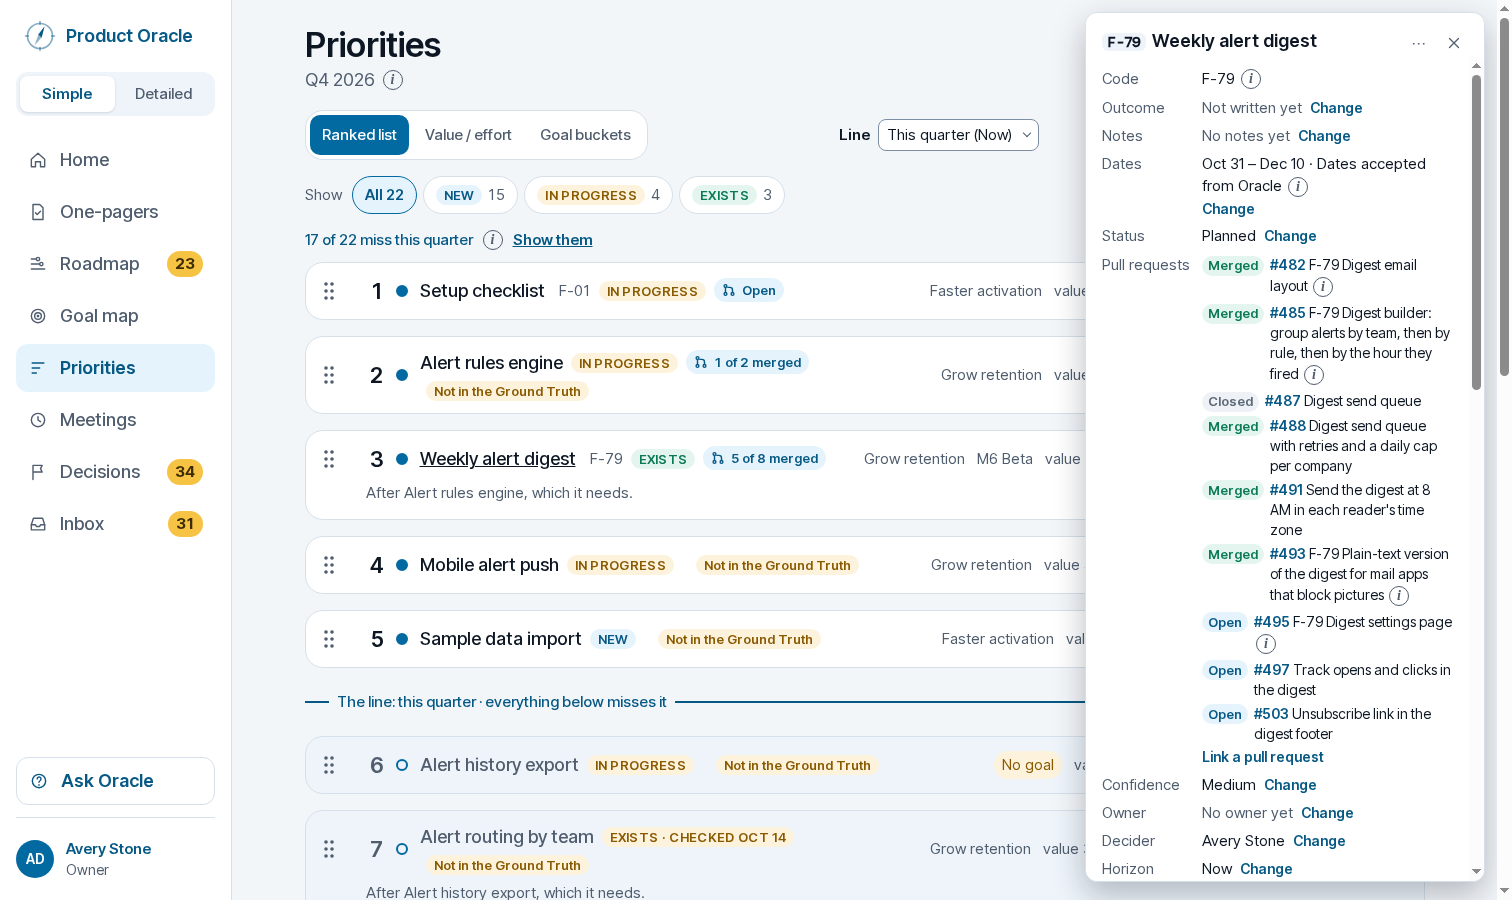 Product Oracle
Simple
Detailed
Home
One-pagers
Roadmap 23
Goal map
Priorities
Meetings
Decisions 34
Inbox 31
Ask Oracle
AD
Avery Stone
Owner
Priorities
Q4 2026 i
Ranked list
Value / effort
Goal buckets
Line This quarter (Now)
Show All 22 NEW 15 IN PROGRESS 4 EXISTS 3
17 of 22 miss this quarter i Show them
1 Setup checklist F-01 IN PROGRESS Open Faster activation value
2 Alert rules engine IN PROGRESS 1 of 2 merged
Not in the Ground Truth
Grow retention value
3 Weekly alert digest F-79 EXISTS 5 of 8 merged Grow retention M6 Beta value
After Alert rules engine, which it needs.
4 Mobile alert push IN PROGRESS Not in the Ground Truth Grow retention value
5 Sample data import NEW Not in the Ground Truth Faster activation val
The line: this quarter · everything below misses it
6 Alert history export IN PROGRESS Not in the Ground Truth No goal va
7 Alert routing by team EXISTS · CHECKED OCT 14
Not in the Ground Truth
Grow retention value
After Alert history export, which it needs.
F-79 Weekly alert digest
Code F-79 i
Outcome Not written yet Change
Notes No notes yet Change
Dates Oct 31 – Dec 10 · Dates accepted
from Oracle i
Change
Status Planned Change
Pull requests Merged #482 F-79 Digest email
layout i
Merged #485 F-79 Digest builder:
group alerts by team, then by
rule, then by the hour they
fired i
Closed #487 Digest send queue
Merged #488 Digest send queue
with retries and a daily cap
per company
Merged #491 Send the digest at 8
AM in each reader's time
zone
Merged #493 F-79 Plain-text version
of the digest for mail apps
that block pictures i
Open #495 F-79 Digest settings page
i
Open #497 Track opens and clicks in
the digest
Open #503 Unsubscribe link in the
digest footer
Link a pull request
Confidence Medium Change
Owner No owner yet Change
Decider Avery Stone Change
Horizon Now Change